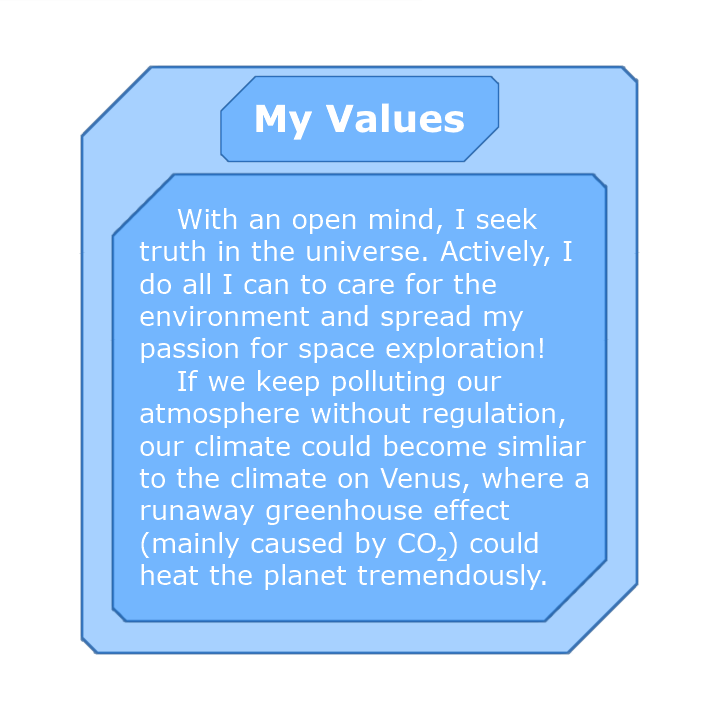 My Values
With an open mind, I seek
truth in the universe. Actively, I
do all I can to care for the
environment and spread my
passion for space exploration!
If we keep polluting our
atmosphere without regulation,
our climate could become simliar
to the climate on Venus, where a
runaway greenhouse effect
(mainly caused by CO₂) could
heat the planet tremendously.